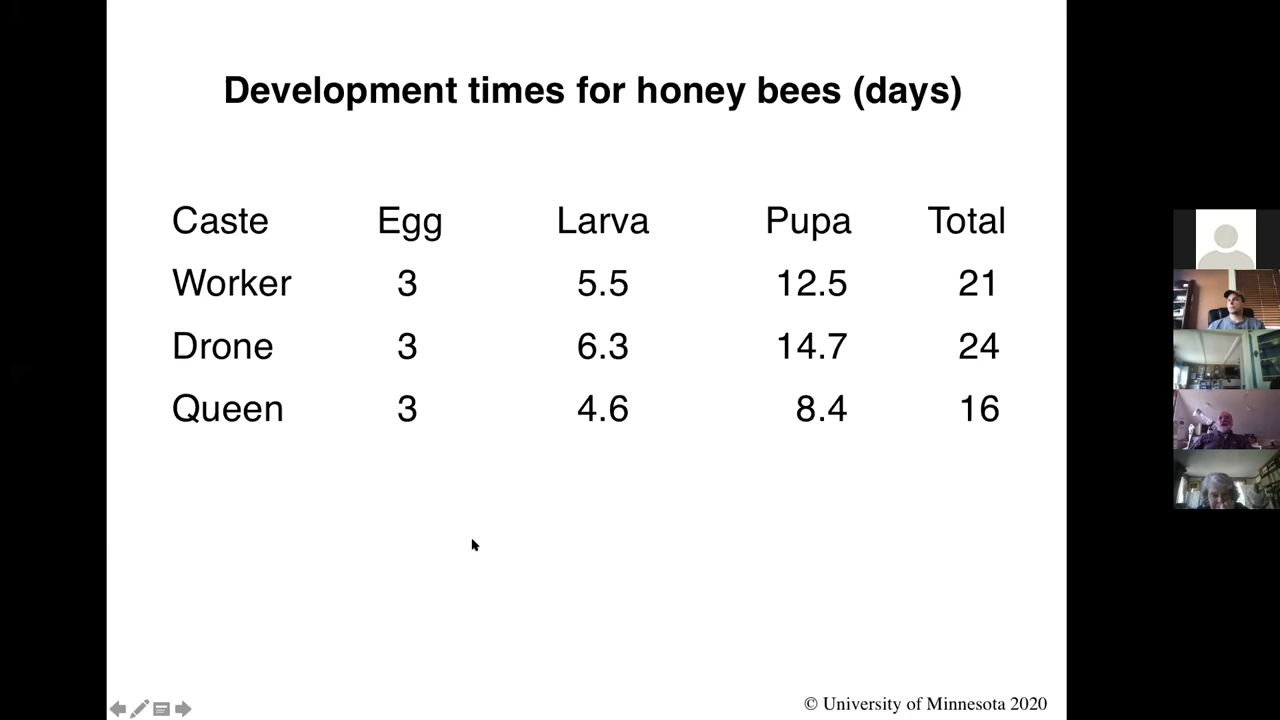 Development times for honey bees (days)
Caste Egg Larva Pupa Total
Worker 3 5.5 12.5 21
Drone 3 6.3 14.7 24
Queen 3 4.6 8.4 16
© University of Minnesota 2020